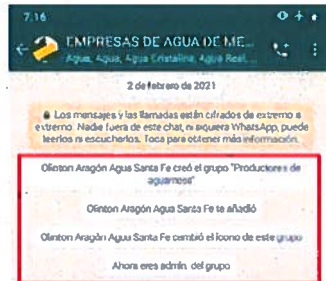 7.16
EMPRESAS DE AGUA DE ME...
Agua, Agua, Agua Cristalina, Agua Real, ...
2 de febrero de 2021
Los mensajes y las llamadas están cifrados de extremo a
extremo. Nadie fuera de este chat, ni siquiera WhatsApp, puede
leerlos ni escucharlos. Toca para obtener más información.
Olinton Aragón Agua Santa Fe creó el grupo "Productores de
Olinton Aragón Agua Santa Fe te añadió
Olinton Aragón Agua Santa Fe cambió el ícono de este grupo
Ahora eres admin. del grupo